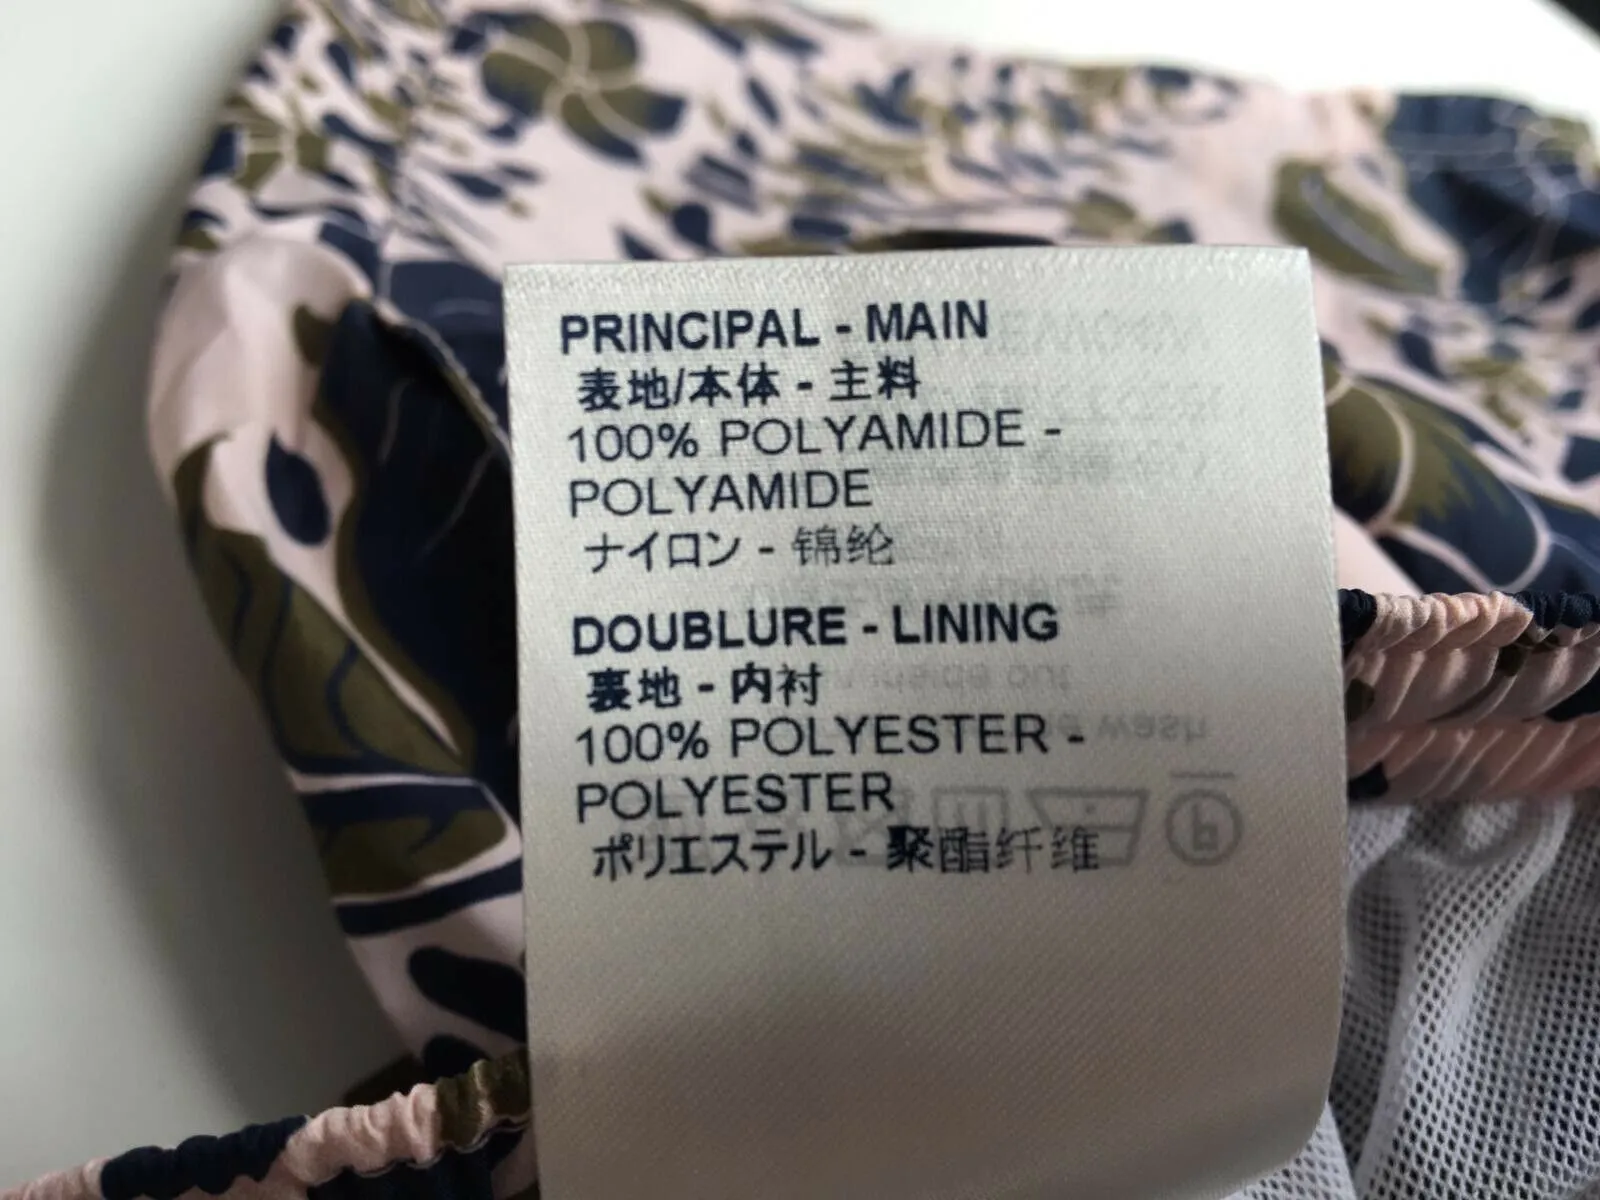 PRINCIPAL - MAIN
表地/本体 - 主料
100% POLYAMIDE -
POLYAMIDE
ナイロン - 锦纶
DOUBLURE - LINING
裏地 - 内衬
100% POLYESTER -
POLYESTER
ポリエステル - 聚酯纤维